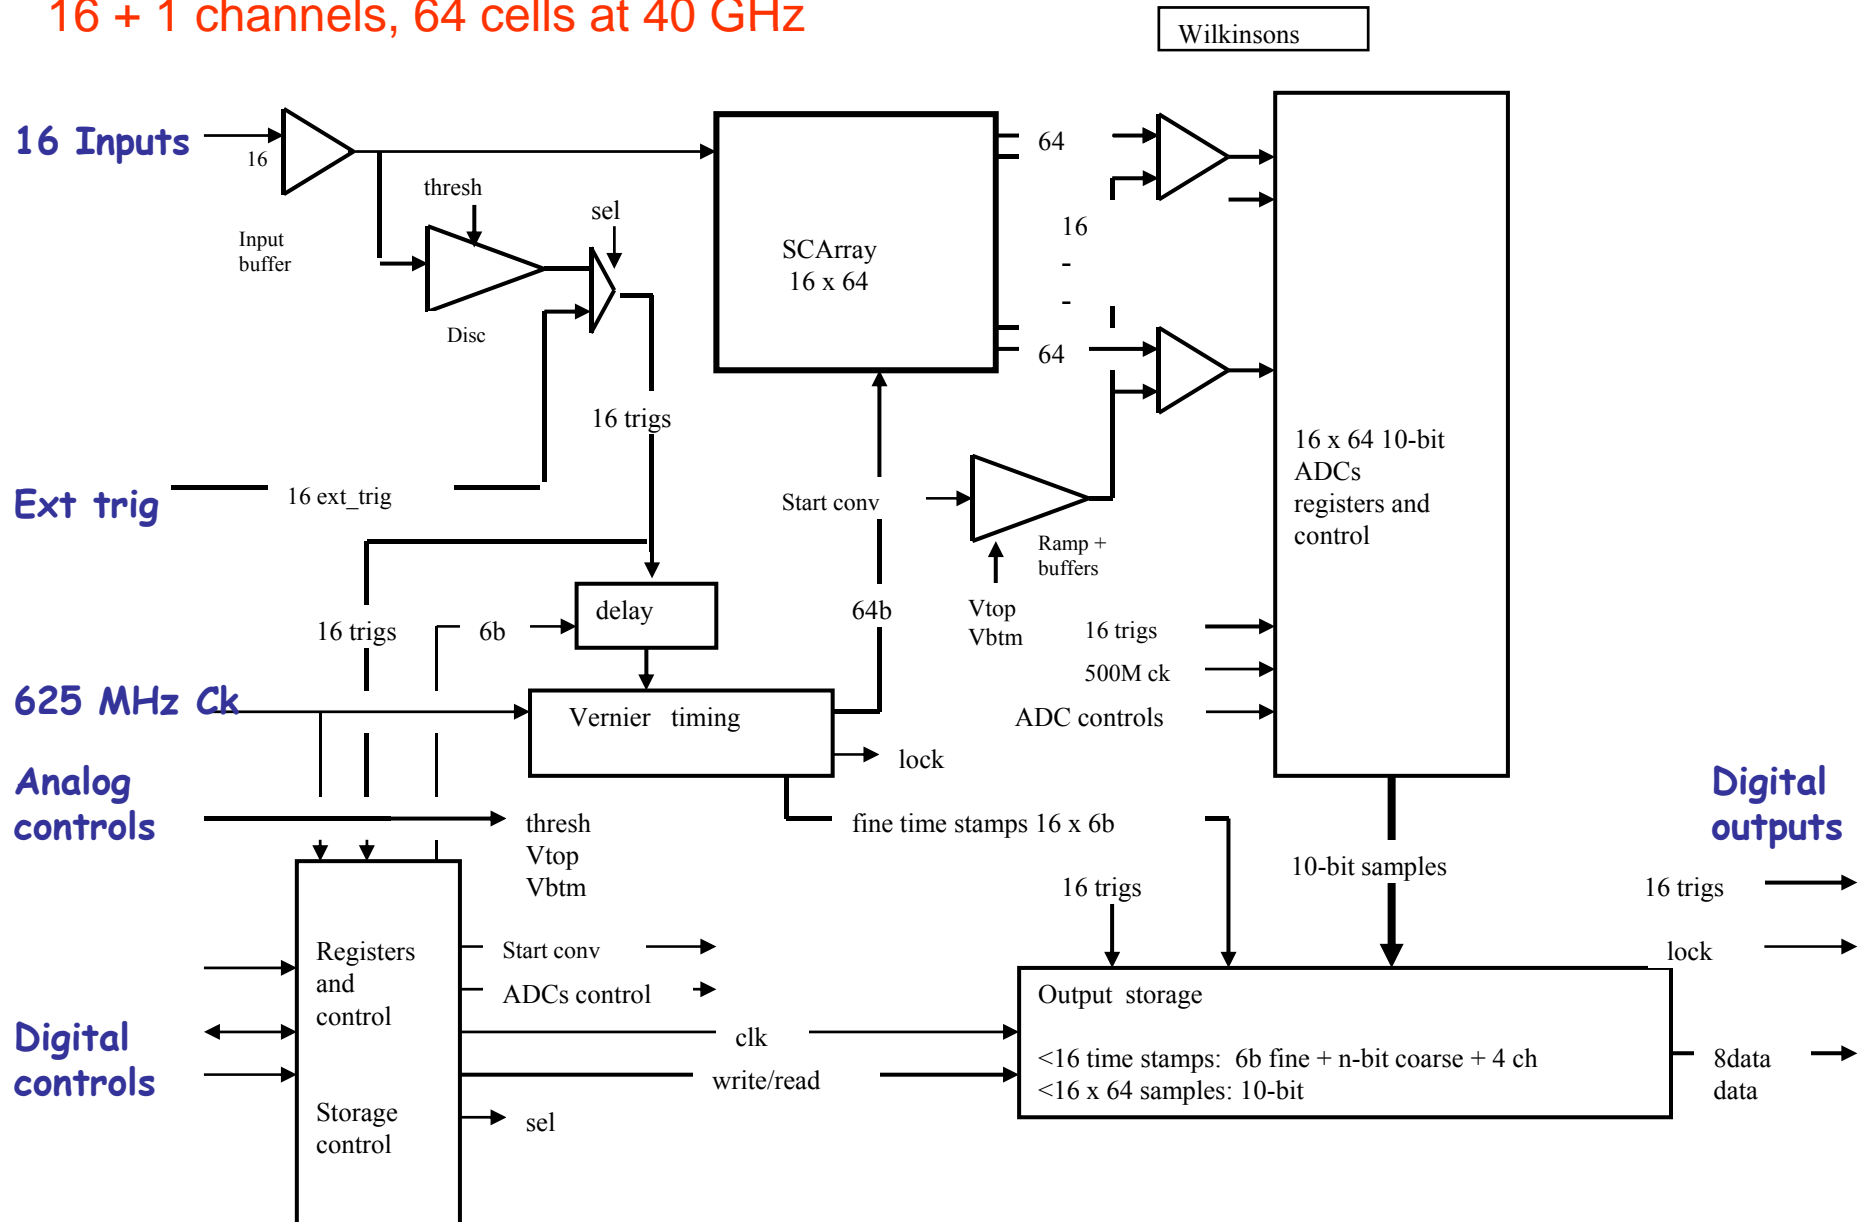 16 + 1 channels, 64 cells at 40 GHz
Wilkinsons
16 Inputs
16
Input
buffer
thresh
sel
Disc
SCArray
16 x 64
64
16
-
-
64
16 trigs
Ext trig
16 ext_trig
Start conv
Ramp +
buffers
Vtop
Vbtm
16 x 64 10-bit
ADCs
registers and
control
delay
64b
16 trigs
6b
16 trigs
500M ck
ADC controls
625 MHz Ck
Vernier timing
lock
Analog
controls
thresh
Vtop
Vbtm
fine time stamps 16 x 6b
Digital
outputs
16 trigs
10-bit samples
16 trigs
lock
Registers
and
control
Storage
control
Start conv
ADCs control
clk
write/read
sel
Digital
controls
Output storage
<16 time stamps: 6b fine + n-bit coarse + 4 ch
<16 x 64 samples: 10-bit
8data
data